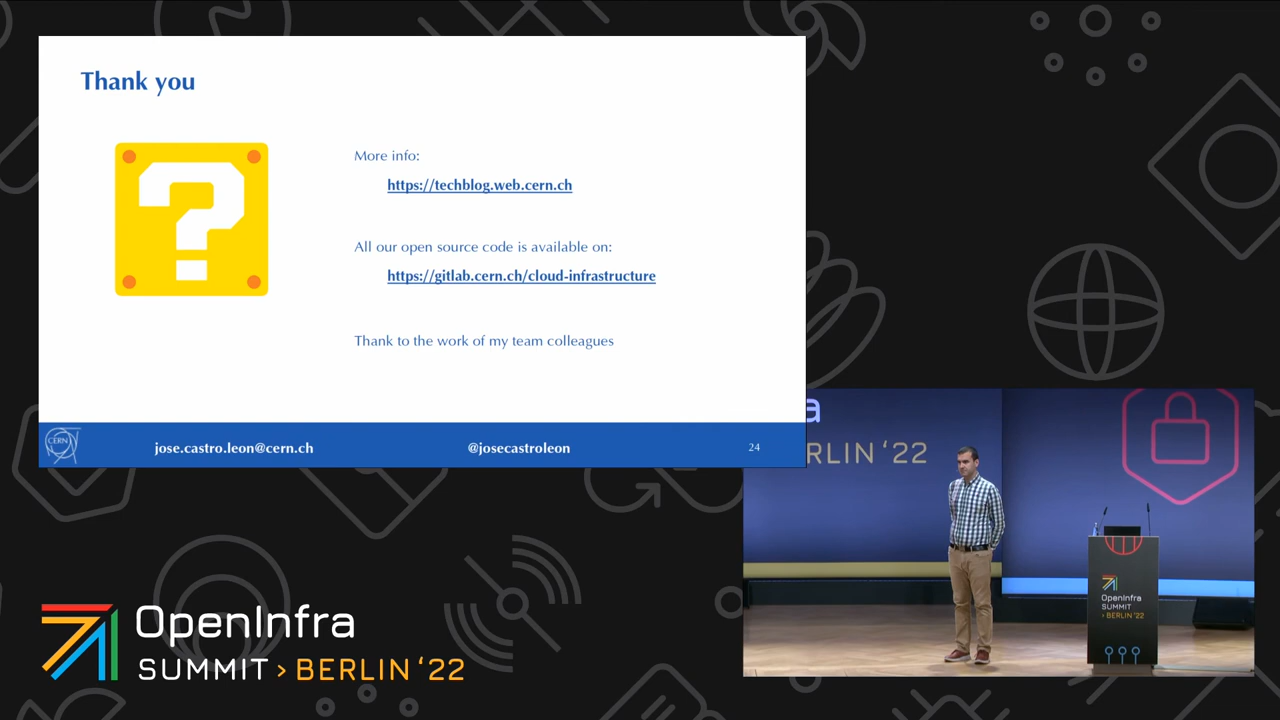 Thank you
?
More info:
https://techblog.web.cern.ch
All our open source code is available on:
https://gitlab.cern.ch/cloud-infrastructure
Thank to the work of my team colleagues
CERN
jose.castro.leon@cern.ch
@josecastroleon
24
a
RLIN ‘22
OpenInfra
SUMMIT
› BERLIN ‘22
OpenInfra
SUMMIT › BERLIN ‘22